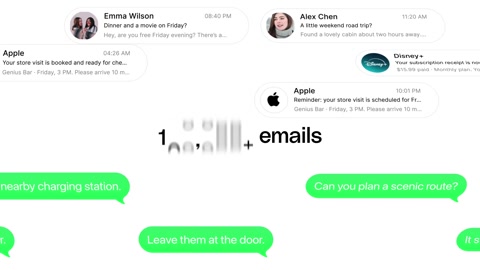 Emma Wilson 08:40 PM
Dinner and a movie on Friday?
Hey, are you free Friday evening? There's a...
Alex Chen 11:20 AM
A little weekend road trip?
Found a lovely cabin about two hours away....
Apple 04:26 AM
Your store visit is booked and ready for che...
Genius Bar · Friday, 3 PM. Please arrive 10 m...
Disney+
Your subscription receipt is now
$15.99 paid · Monthly plan. Yo
Apple 10:01 PM
Reminder: your store visit is scheduled for Fr...
Genius Bar · Friday, 3 PM. Please arrive 10 m...
+ emails
nearby charging station.
Can you plan a scenic route?
Leave them at the door.
It s